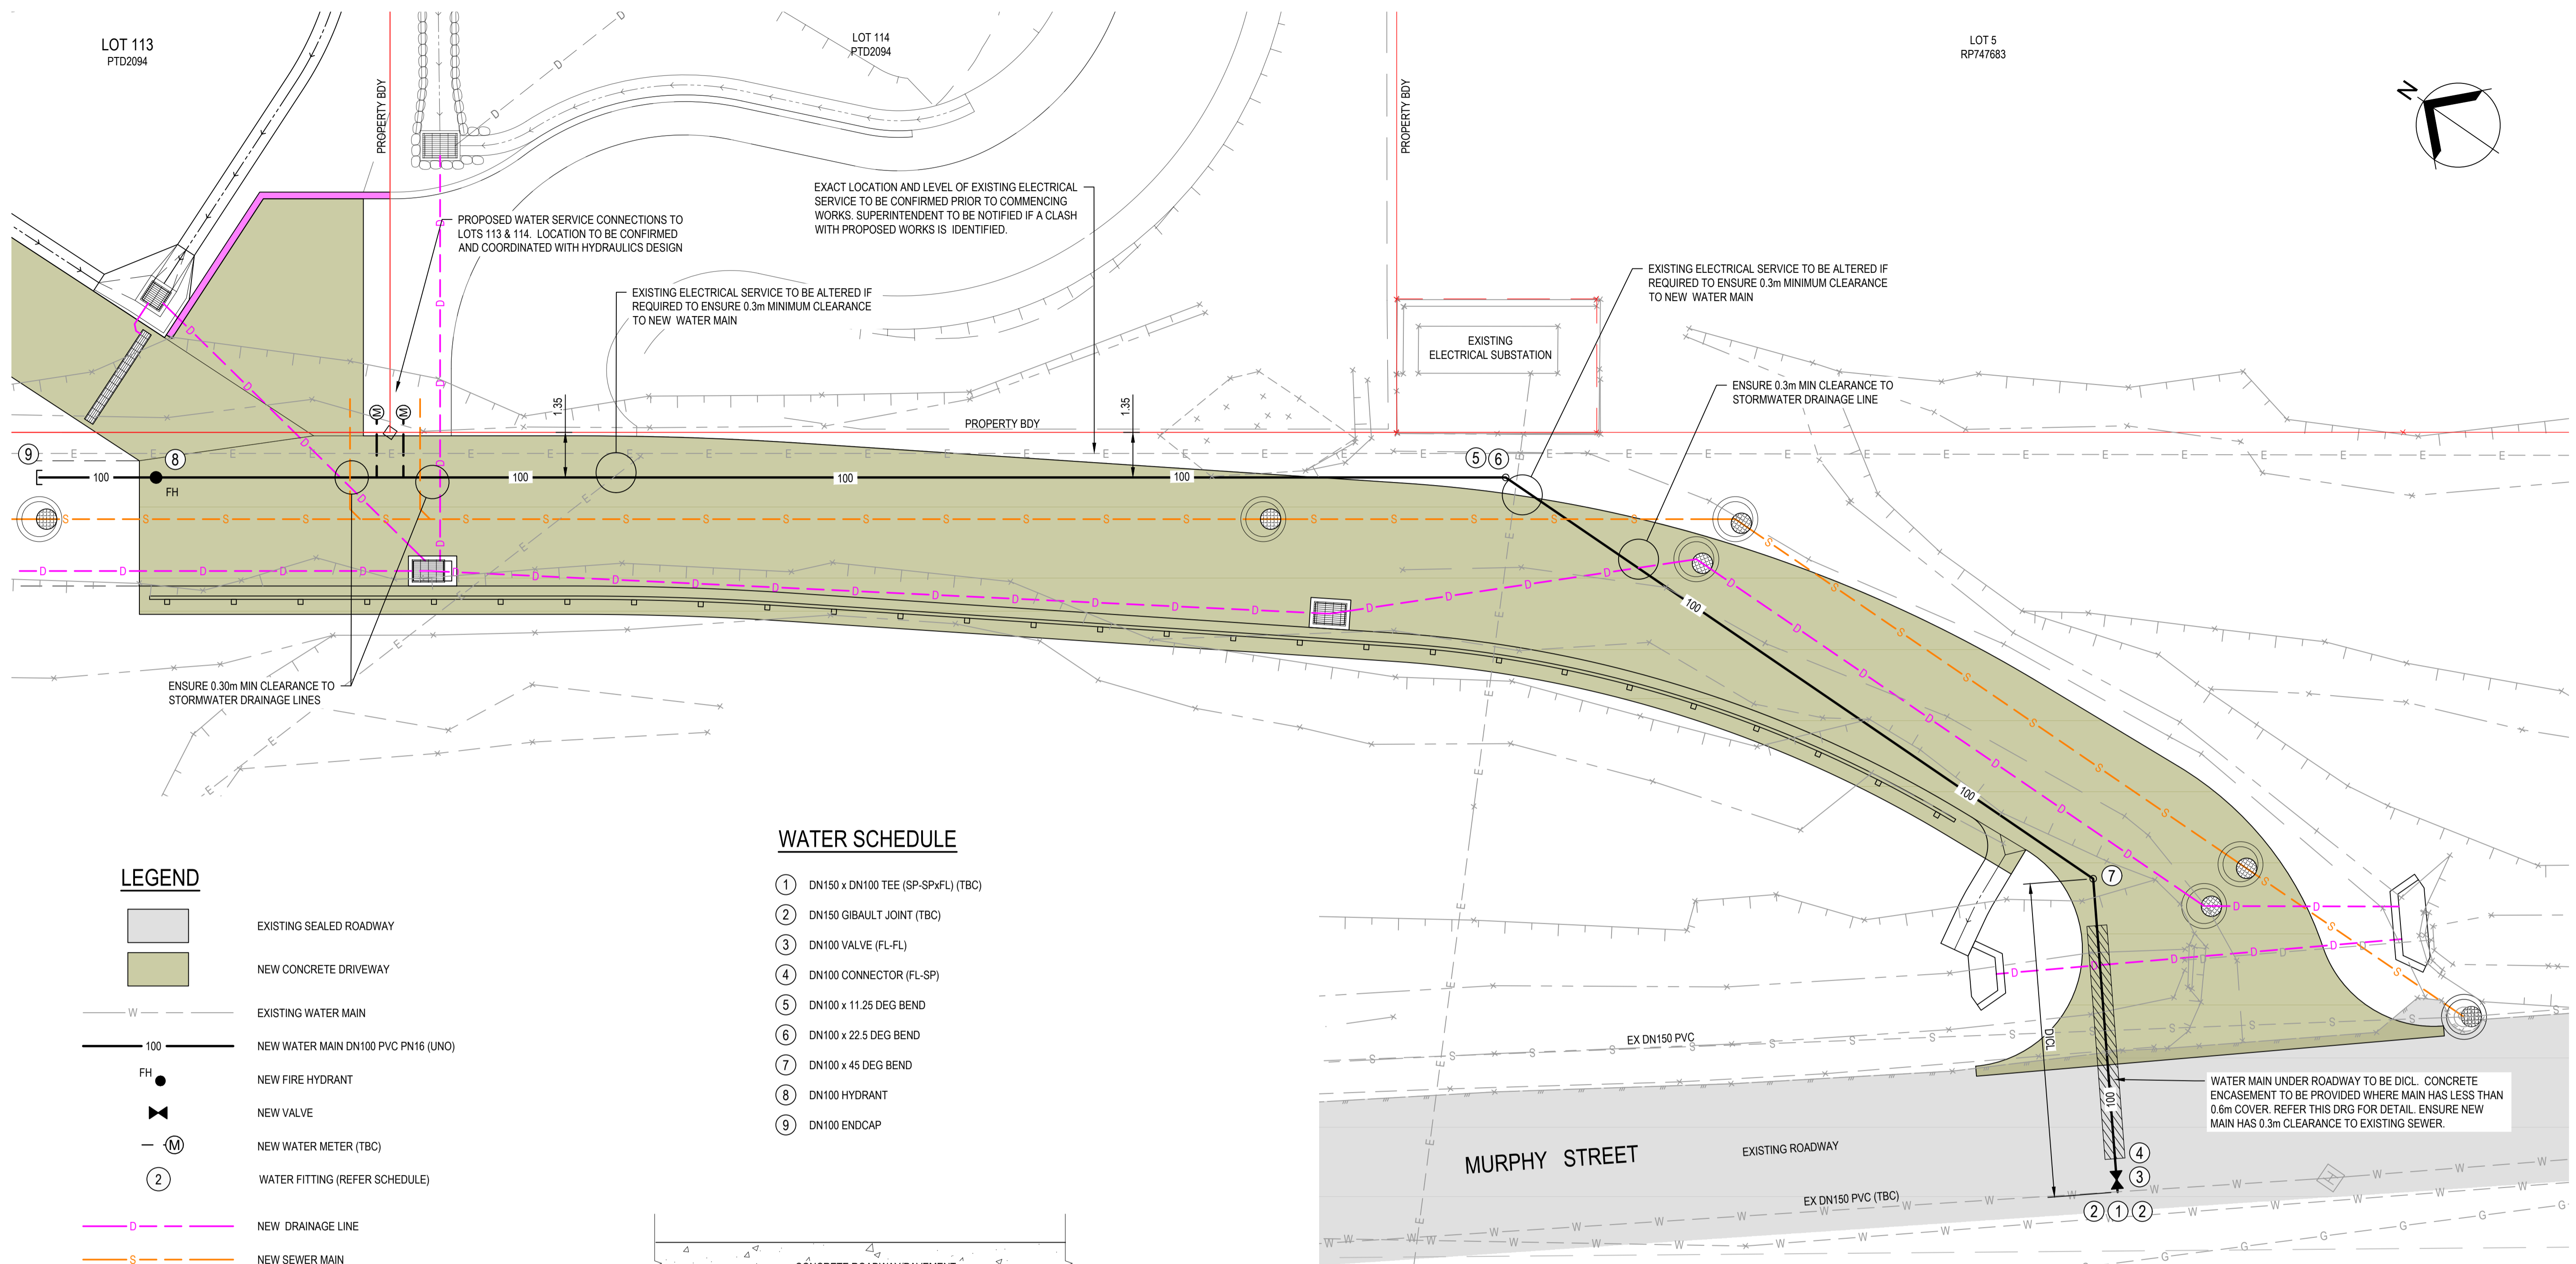 LOT 113
PTD2094
LOT 114
PTD2094
LOT 5
RP747683
N
PROPERTY BDY
PROPERTY BDY
EXACT LOCATION AND LEVEL OF EXISTING ELECTRICAL
SERVICE TO BE CONFIRMED PRIOR TO COMMENCING
WORKS. SUPERINTENDENT TO BE NOTIFIED IF A CLASH
WITH PROPOSED WORKS IS IDENTIFIED.
PROPOSED WATER SERVICE CONNECTIONS TO
LOTS 113 & 114. LOCATION TO BE CONFIRMED
AND COORDINATED WITH HYDRAULICS DESIGN
EXISTING ELECTRICAL SERVICE TO BE ALTERED IF
REQUIRED TO ENSURE 0.3m MINIMUM CLEARANCE
TO NEW WATER MAIN
EXISTING ELECTRICAL SERVICE TO BE ALTERED IF
REQUIRED TO ENSURE 0.3m MINIMUM CLEARANCE
TO NEW WATER MAIN
EXISTING
ELECTRICAL SUBSTATION
ENSURE 0.3m MIN CLEARANCE TO
STORMWATER DRAINAGE LINE
1.35
1.35
M M
PROPERTY BDY
9
8
5 6
100
FH
100
100
100
100
100
7
ENSURE 0.30m MIN CLEARANCE TO
STORMWATER DRAINAGE LINES
LEGEND
EXISTING SEALED ROADWAY
NEW CONCRETE DRIVEWAY
W EXISTING WATER MAIN
100 NEW WATER MAIN DN100 PVC PN16 (UNO)
FH NEW FIRE HYDRANT
NEW VALVE
M NEW WATER METER (TBC)
2 WATER FITTING (REFER SCHEDULE)
D NEW DRAINAGE LINE
S NEW SEWER MAIN
WATER SCHEDULE
1 DN150 x DN100 TEE (SP-SPxFL) (TBC)
2 DN150 GIBAULT JOINT (TBC)
3 DN100 VALVE (FL-FL)
4 DN100 CONNECTOR (FL-SP)
5 DN100 x 11.25 DEG BEND
6 DN100 x 22.5 DEG BEND
7 DN100 x 45 DEG BEND
8 DN100 HYDRANT
9 DN100 ENDCAP
EX DN150 PVC
DICL
100
WATER MAIN UNDER ROADWAY TO BE DICL. CONCRETE
ENCASEMENT TO BE PROVIDED WHERE MAIN HAS LESS THAN
0.6m COVER. REFER THIS DRG FOR DETAIL. ENSURE NEW
MAIN HAS 0.3m CLEARANCE TO EXISTING SEWER.
MURPHY STREET
EXISTING ROADWAY
4
3
EX DN150 PVC (TBC)
2 1 2